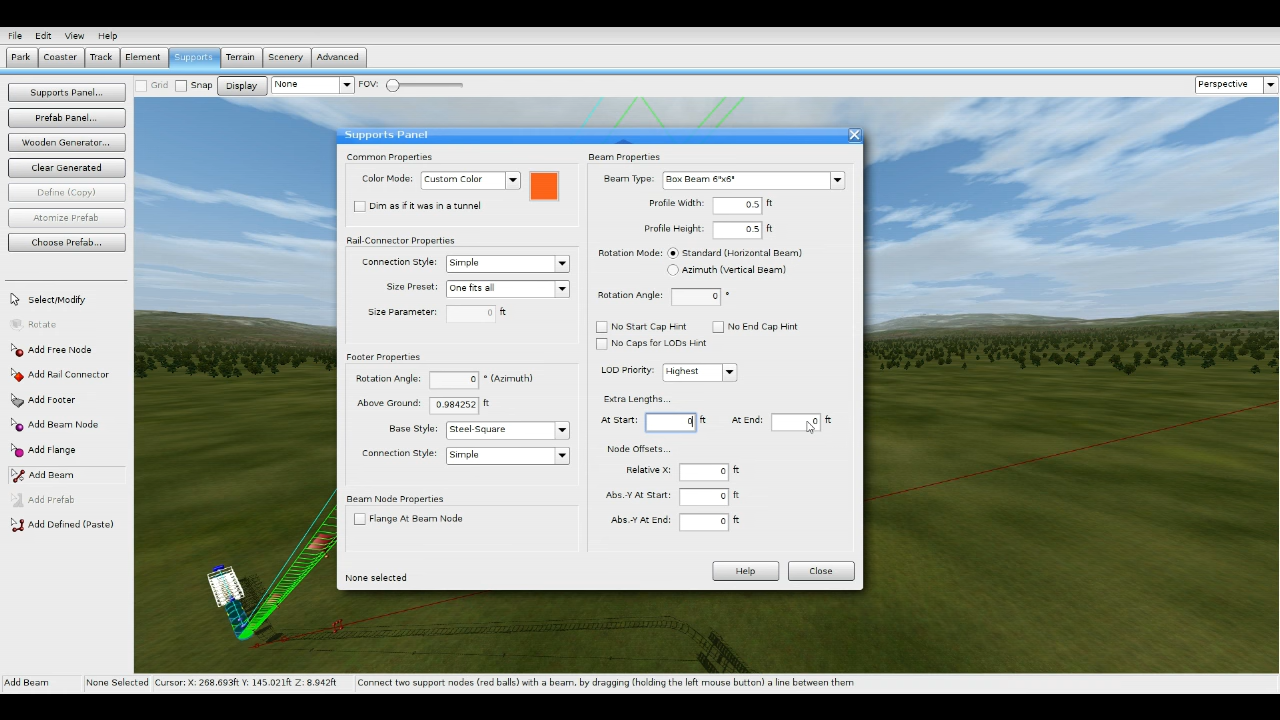 File Edit View Help
Park Coaster Track Element Supports Terrain Scenery Advanced
Grid Snap Display None FOV: Perspective
Supports Panel...
Prefab Panel...
Wooden Generator...
Clear Generated
Define (Copy)
Atomize Prefab
Choose Prefab...
Select/Modify
Rotate
Add Free Node
Add Rail Connector
Add Footer
Add Beam Node
Add Flange
Add Beam
Add Prefab
Add Defined (Paste)
Supports Panel
Common Properties
Color Mode: Custom Color
Dim as if it was in a tunnel
Rail-Connector Properties
Connection Style: Simple
Size Preset: One fits all
Size Parameter: 0 ft
Footer Properties
Rotation Angle: 0 ° (Azimuth)
Above Ground: 0.984252 ft
Base Style: Steel-Square
Connection Style: Simple
Beam Node Properties
Flange At Beam Node
None selected
Beam Properties
Beam Type: Box Beam 6"x6"
Profile Width: 0.5 ft
Profile Height: 0.5 ft
Rotation Mode: Standard (Horizontal Beam)
Azimuth (Vertical Beam)
Rotation Angle: 0 °
No Start Cap Hint No End Cap Hint
No Caps for LODs Hint
LOD Priority: Highest
Extra Lengths...
At Start: 0 ft At End: 0 ft
Node Offsets...
Relative X: 0 ft
Abs.-Y At Start: 0 ft
Abs.-Y At End: 0 ft
Help Close
Add Beam None Selected Cursor: X: 268.693ft Y: 145.021ft Z: 8.942ft Connect two support nodes (red balls) with a beam, by dragging (holding the left mouse button) a line between them